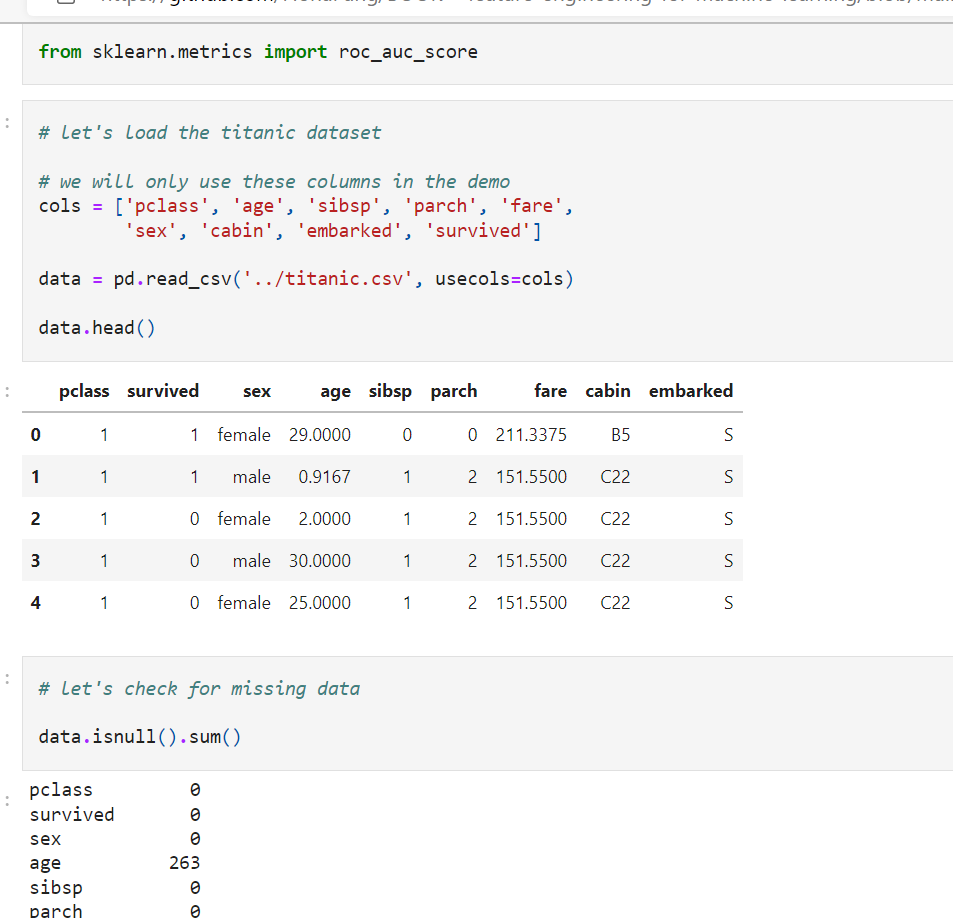 from sklearn.metrics import roc_auc_score
# let's load the titanic dataset
# we will only use these columns in the demo
cols = ['pclass', 'age', 'sibsp', 'parch', 'fare',
'sex', 'cabin', 'embarked', 'survived']
data = pd.read_csv('../titanic.csv', usecols=cols)
data.head()
pclass survived sex age sibsp parch fare cabin embarked
0 1 1 female 29.0000 0 0 211.3375 B5 S
1 1 1 male 0.9167 1 2 151.5500 C22 S
2 1 0 female 2.0000 1 2 151.5500 C22 S
3 1 0 male 30.0000 1 2 151.5500 C22 S
4 1 0 female 25.0000 1 2 151.5500 C22 S
# let's check for missing data
data.isnull().sum()
pclass 0
survived 0
sex 0
age 263
sibsp 0
parch 0